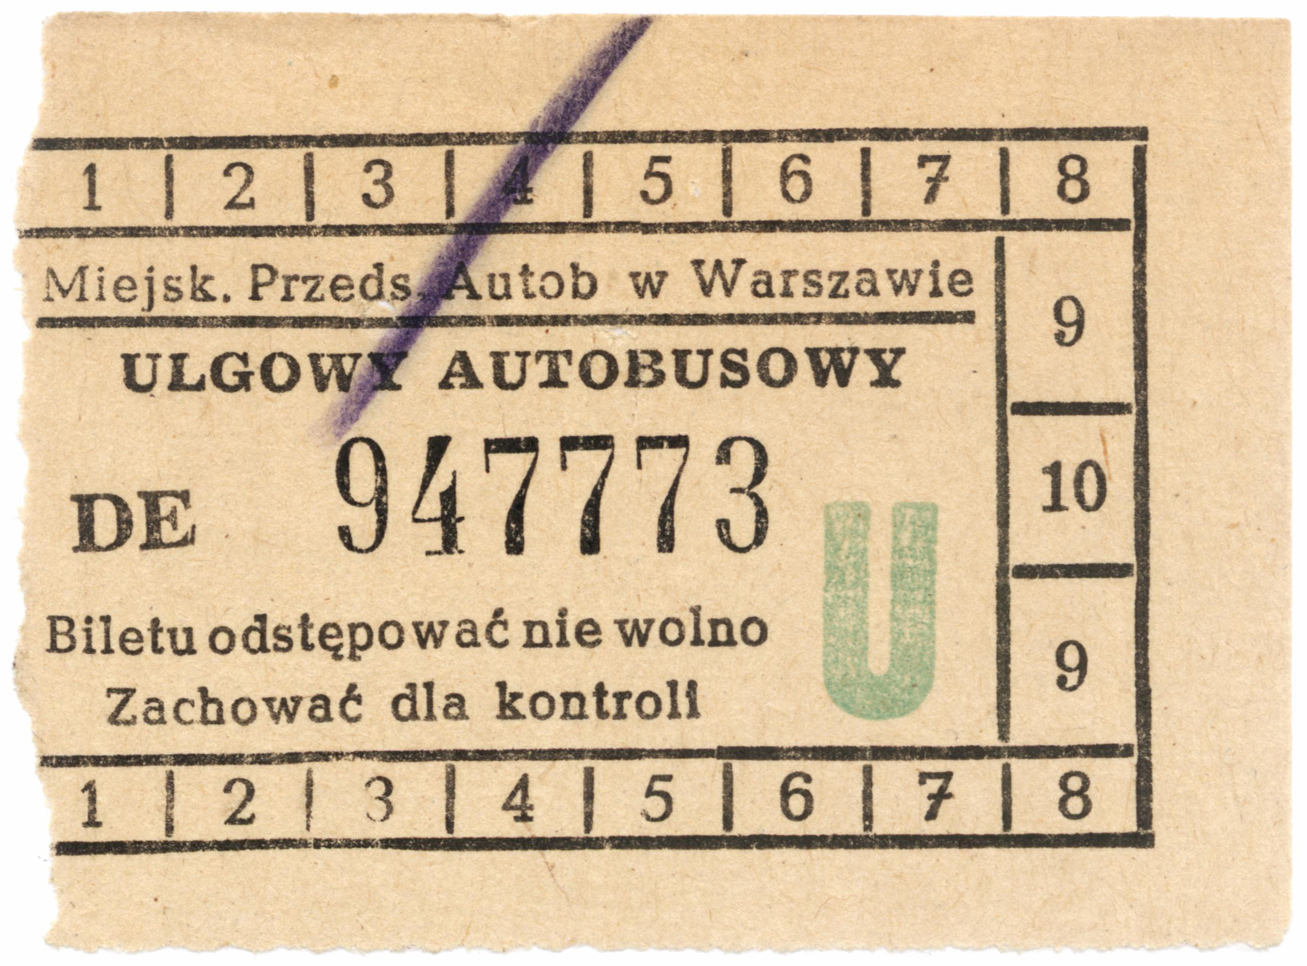 1 | 2 | 3 | 4 | 5 | 6 | 7 | 8
Miejsk. Przeds. Autob w Warszawie
9
ULGOWY AUTOBUSOWY
DE 947773
10
U
Biletu odstępować nie wolno
9
Zachować dla kontroli
1 | 2 | 3 | 4 | 5 | 6 | 7 | 8